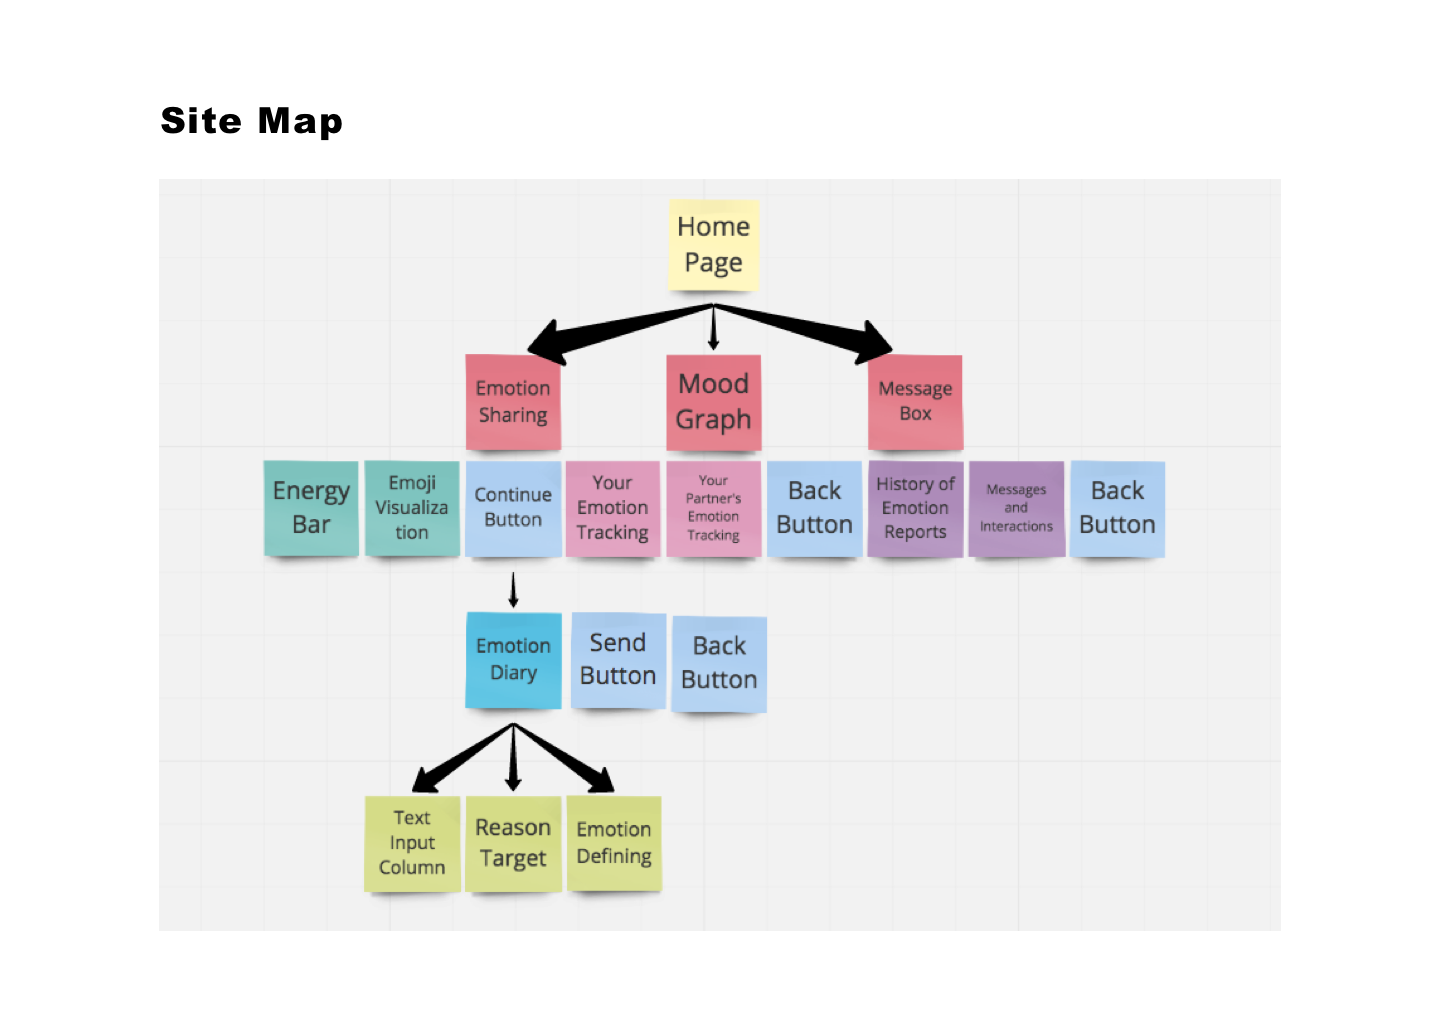 Site Map
Home
Page
Emotion
Sharing
Mood
Graph
Message
Box
Energy
Bar
Emoji
Visualiza
tion
Continue
Button
Your
Emotion
Tracking
Your
Partner's
Emotion
Tracking
Back
Button
History of
Emotion
Reports
Messages
and
Interactions
Back
Button
Emotion
Diary
Send
Button
Back
Button
Text
Input
Column
Reason
Target
Emotion
Defining